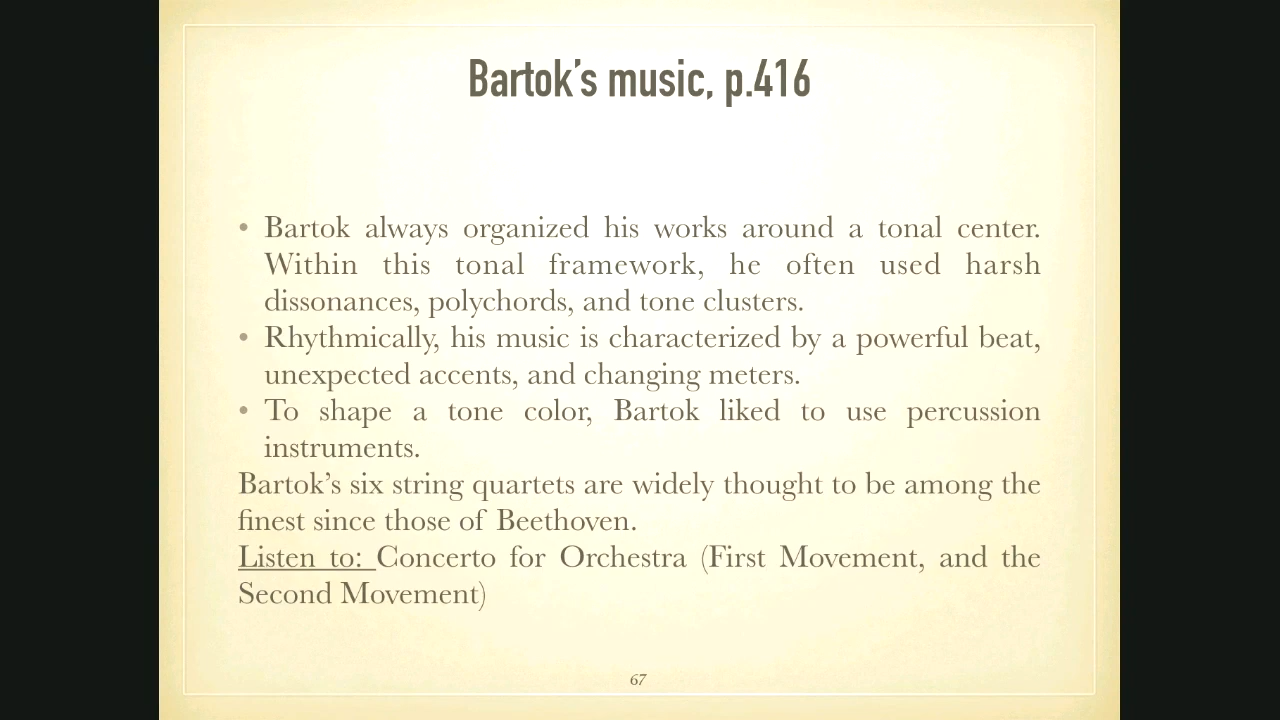 Bartok’s music, p.416
• Bartok always organized his works around a tonal center.
Within this tonal framework, he often used harsh
dissonances, polychords, and tone clusters.
• Rhythmically, his music is characterized by a powerful beat,
unexpected accents, and changing meters.
• To shape a tone color, Bartok liked to use percussion
instruments.
Bartok’s six string quartets are widely thought to be among the
finest since those of Beethoven.
Listen to: Concerto for Orchestra (First Movement, and the
Second Movement)
67